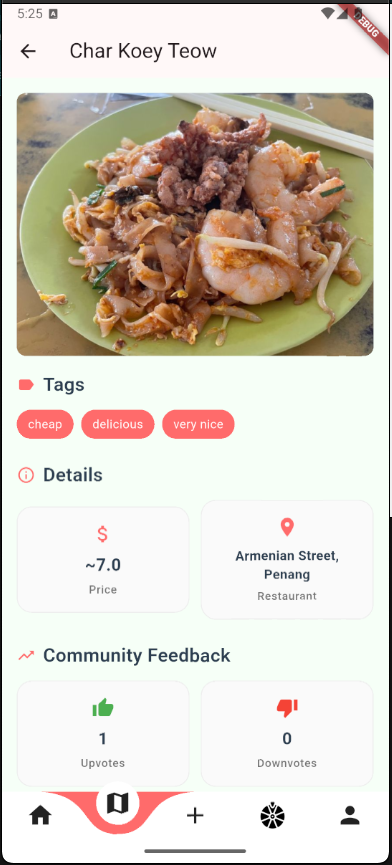 5:25 A
DEBUG
Char Koey Teow
Tags
cheap delicious very nice
Details
$
~7.0
Price
Armenian Street,
Penang
Restaurant
Community Feedback
1
Upvotes
0
Downvotes